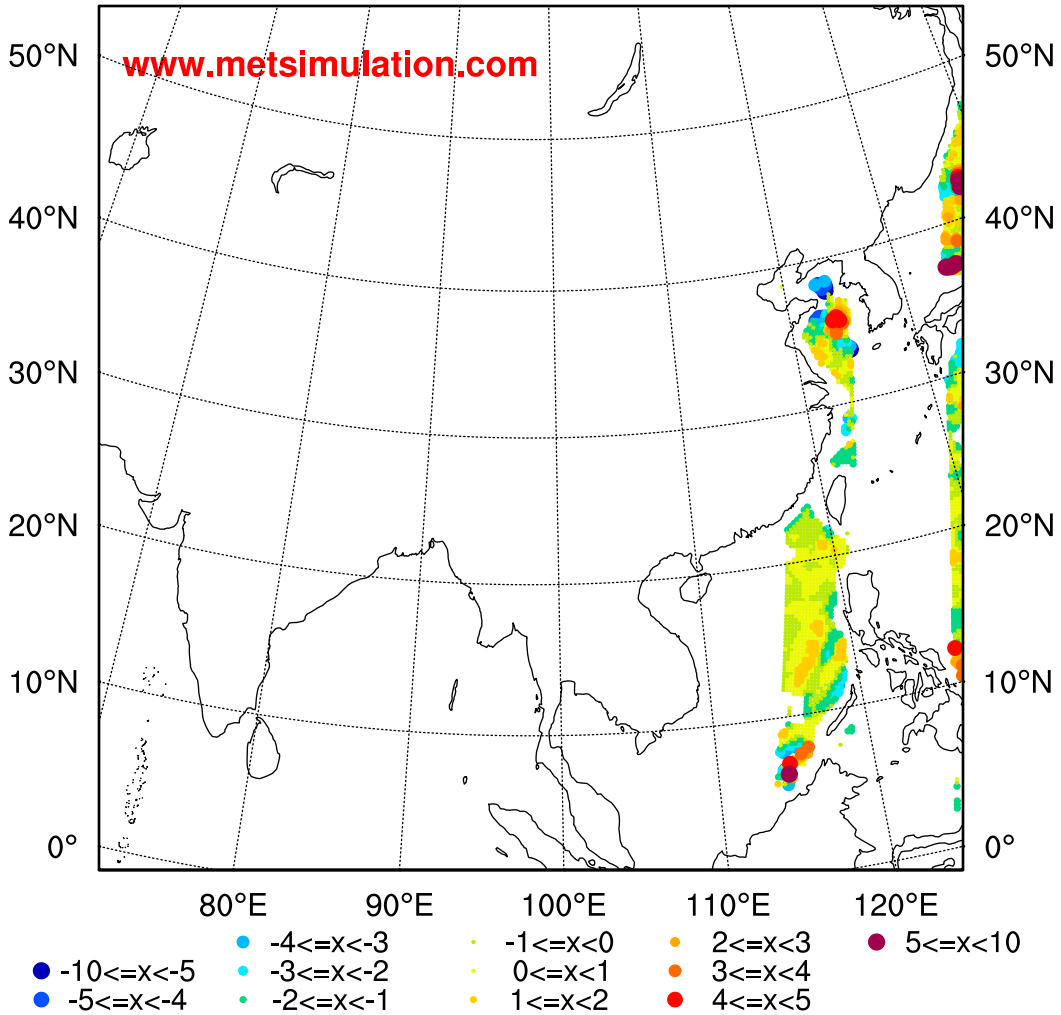 www.metsimulation.com
50°N 50°N
40°N 40°N
30°N 30°N
20°N 20°N
10°N 10°N
0° 0°
80°E 90°E 100°E 110°E 120°E
-4<=x<-3 -1<=x<0 2<=x<3 5<=x<10
-10<=x<-5 -3<=x<-2 0<=x<1 3<=x<4
-5<=x<-4 -2<=x<-1 1<=x<2 4<=x<5